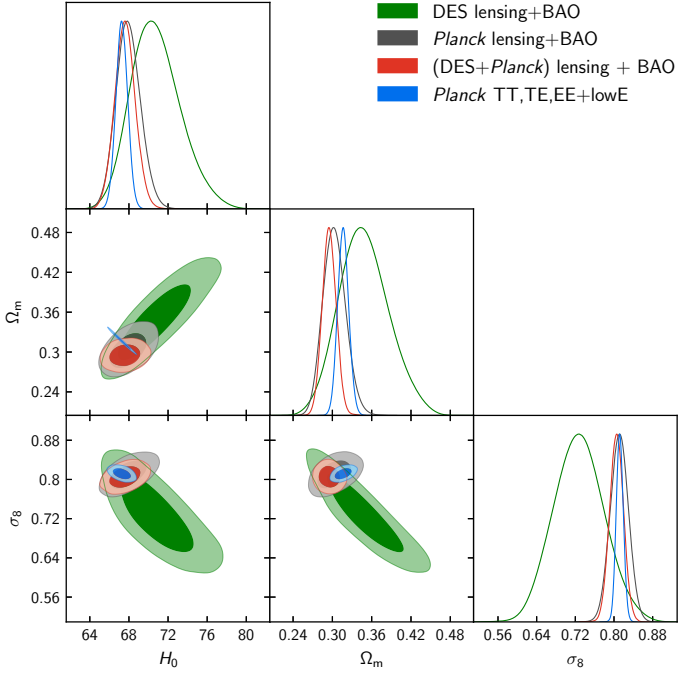 DES lensing+BAO
Planck lensing+BAO
(DES+Planck) lensing + BAO
Planck TT,TE,EE+lowE
0.48
0.42
0.36
0.30
0.24
Ωm
0.88
0.80
0.72
0.64
0.56
σ8
64 68 72 76 80
0.24 0.30 0.36 0.42 0.48
0.56 0.64 0.72 0.80 0.88
H0
Ωm
σ8